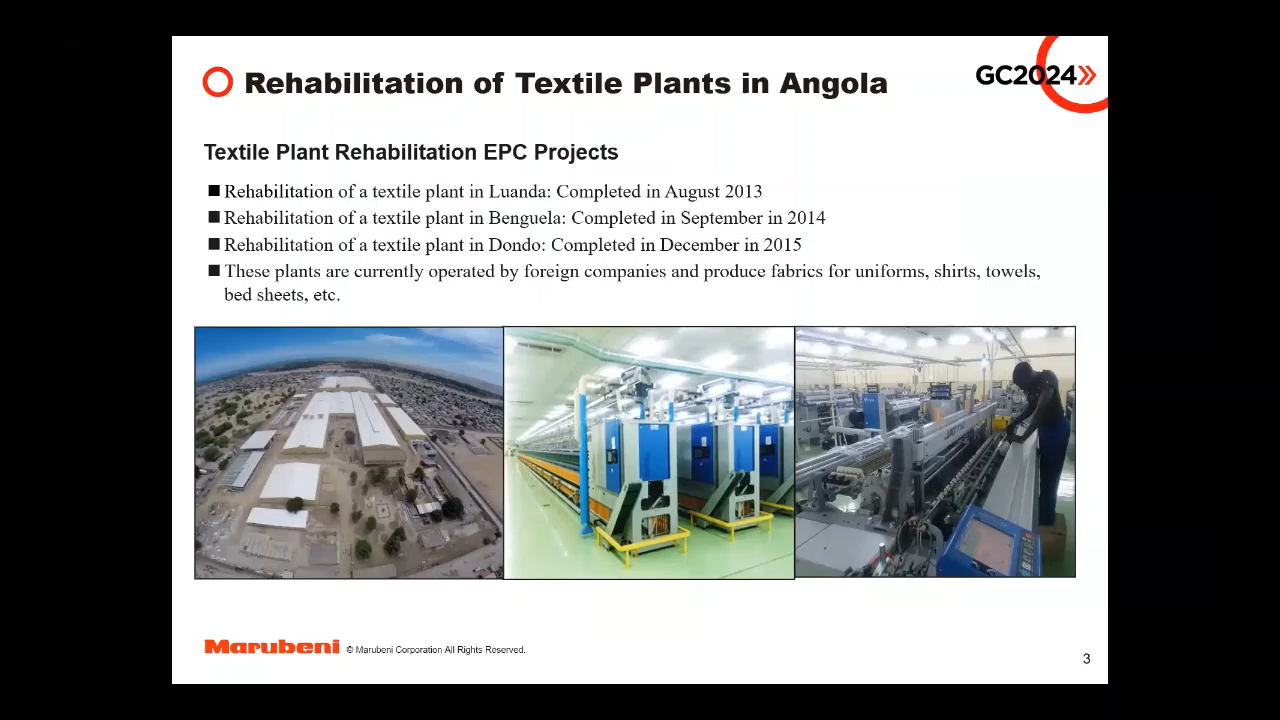 Rehabilitation of Textile Plants in Angola
GC2024
Textile Plant Rehabilitation EPC Projects
■ Rehabilitation of a textile plant in Luanda: Completed in August 2013
■ Rehabilitation of a textile plant in Benguela: Completed in September in 2014
■ Rehabilitation of a textile plant in Dondo: Completed in December in 2015
■ These plants are currently operated by foreign companies and produce fabrics for uniforms, shirts, towels,
bed sheets, etc.
Marubeni © Marubeni Corporation All Rights Reserved.
3